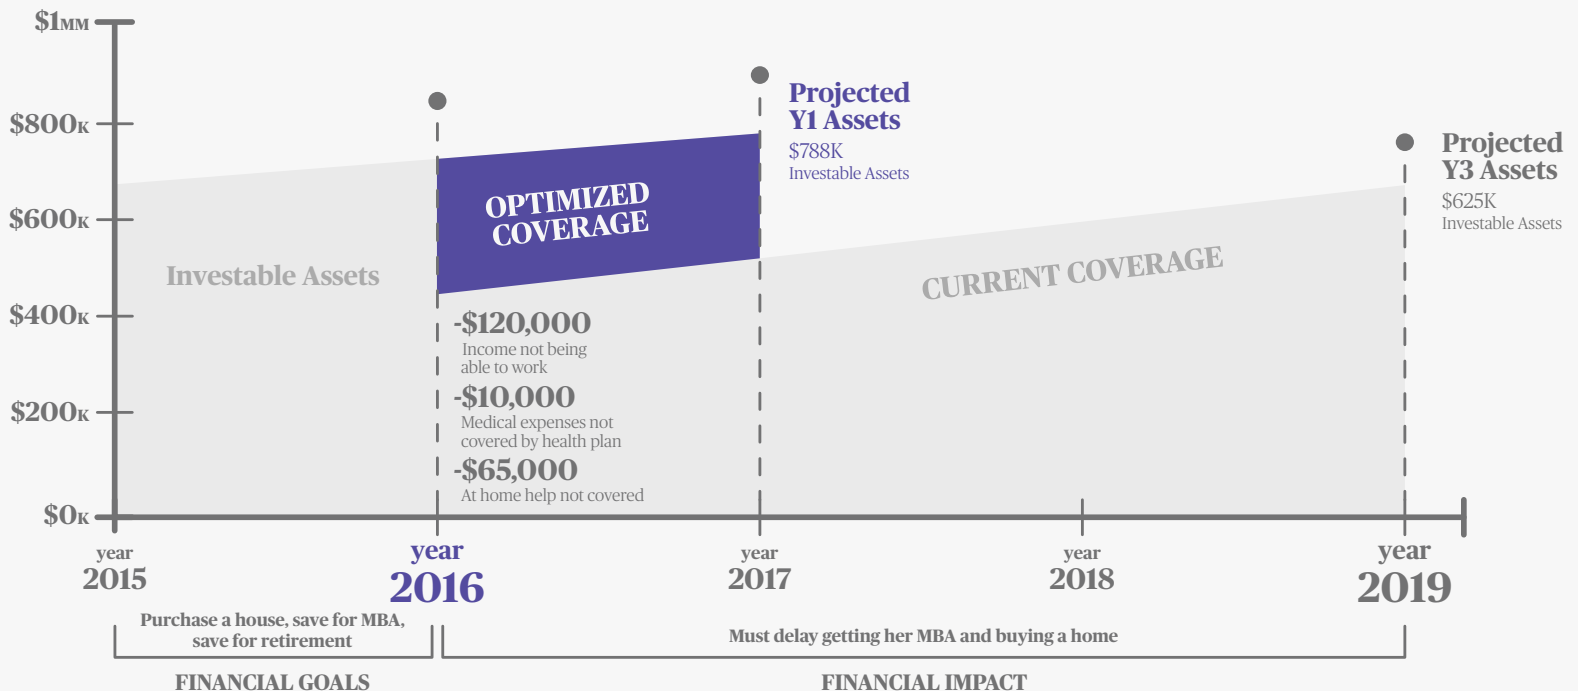 $1MM
$800K
$600K
$400K
$200K
$0K
Investable Assets
OPTIMIZED
COVERAGE
-$120,000
Income not being
able to work
-$10,000
Medical expenses not
covered by health plan
-$65,000
At home help not covered
Projected
Y1 Assets
$788K
Investable Assets
CURRENT COVERAGE
Projected
Y3 Assets
$625K
Investable Assets
year
2015
year
2016
year
2017
year
2018
year
2019
Purchase a house, save for MBA,
save for retirement
FINANCIAL GOALS
Must delay getting her MBA and buying a home
FINANCIAL IMPACT